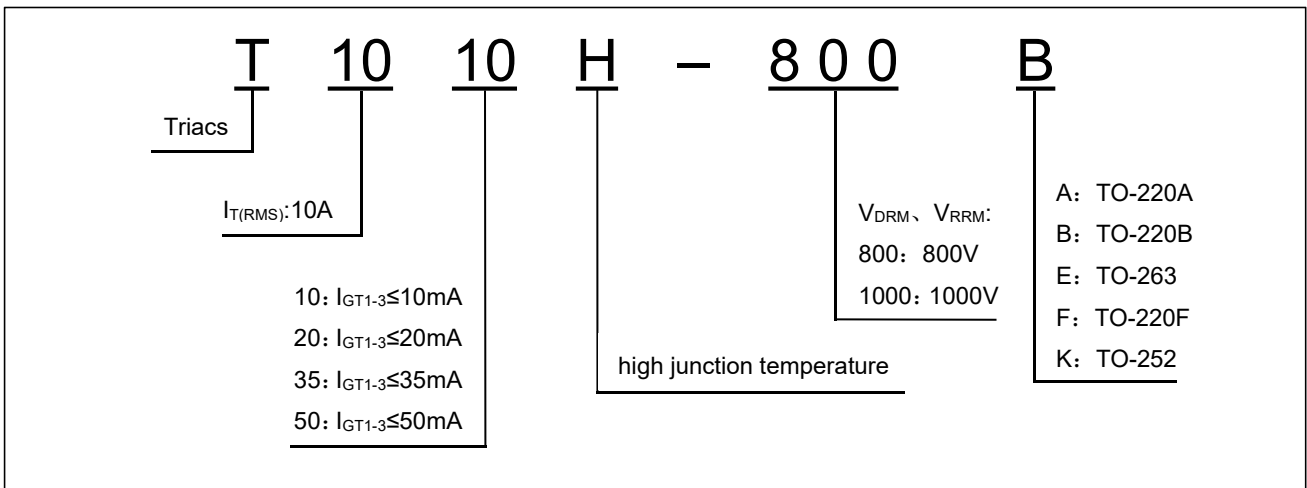 T 10 10 H – 800 B
Triacs
IT(RMS):10A
10：IGT1-3≤10mA
20：IGT1-3≤20mA
35：IGT1-3≤35mA
50：IGT1-3≤50mA
high junction temperature
VDRM、VRRM:
800：800V
1000：1000V
A：TO-220A
B：TO-220B
E：TO-263
F：TO-220F
K：TO-252